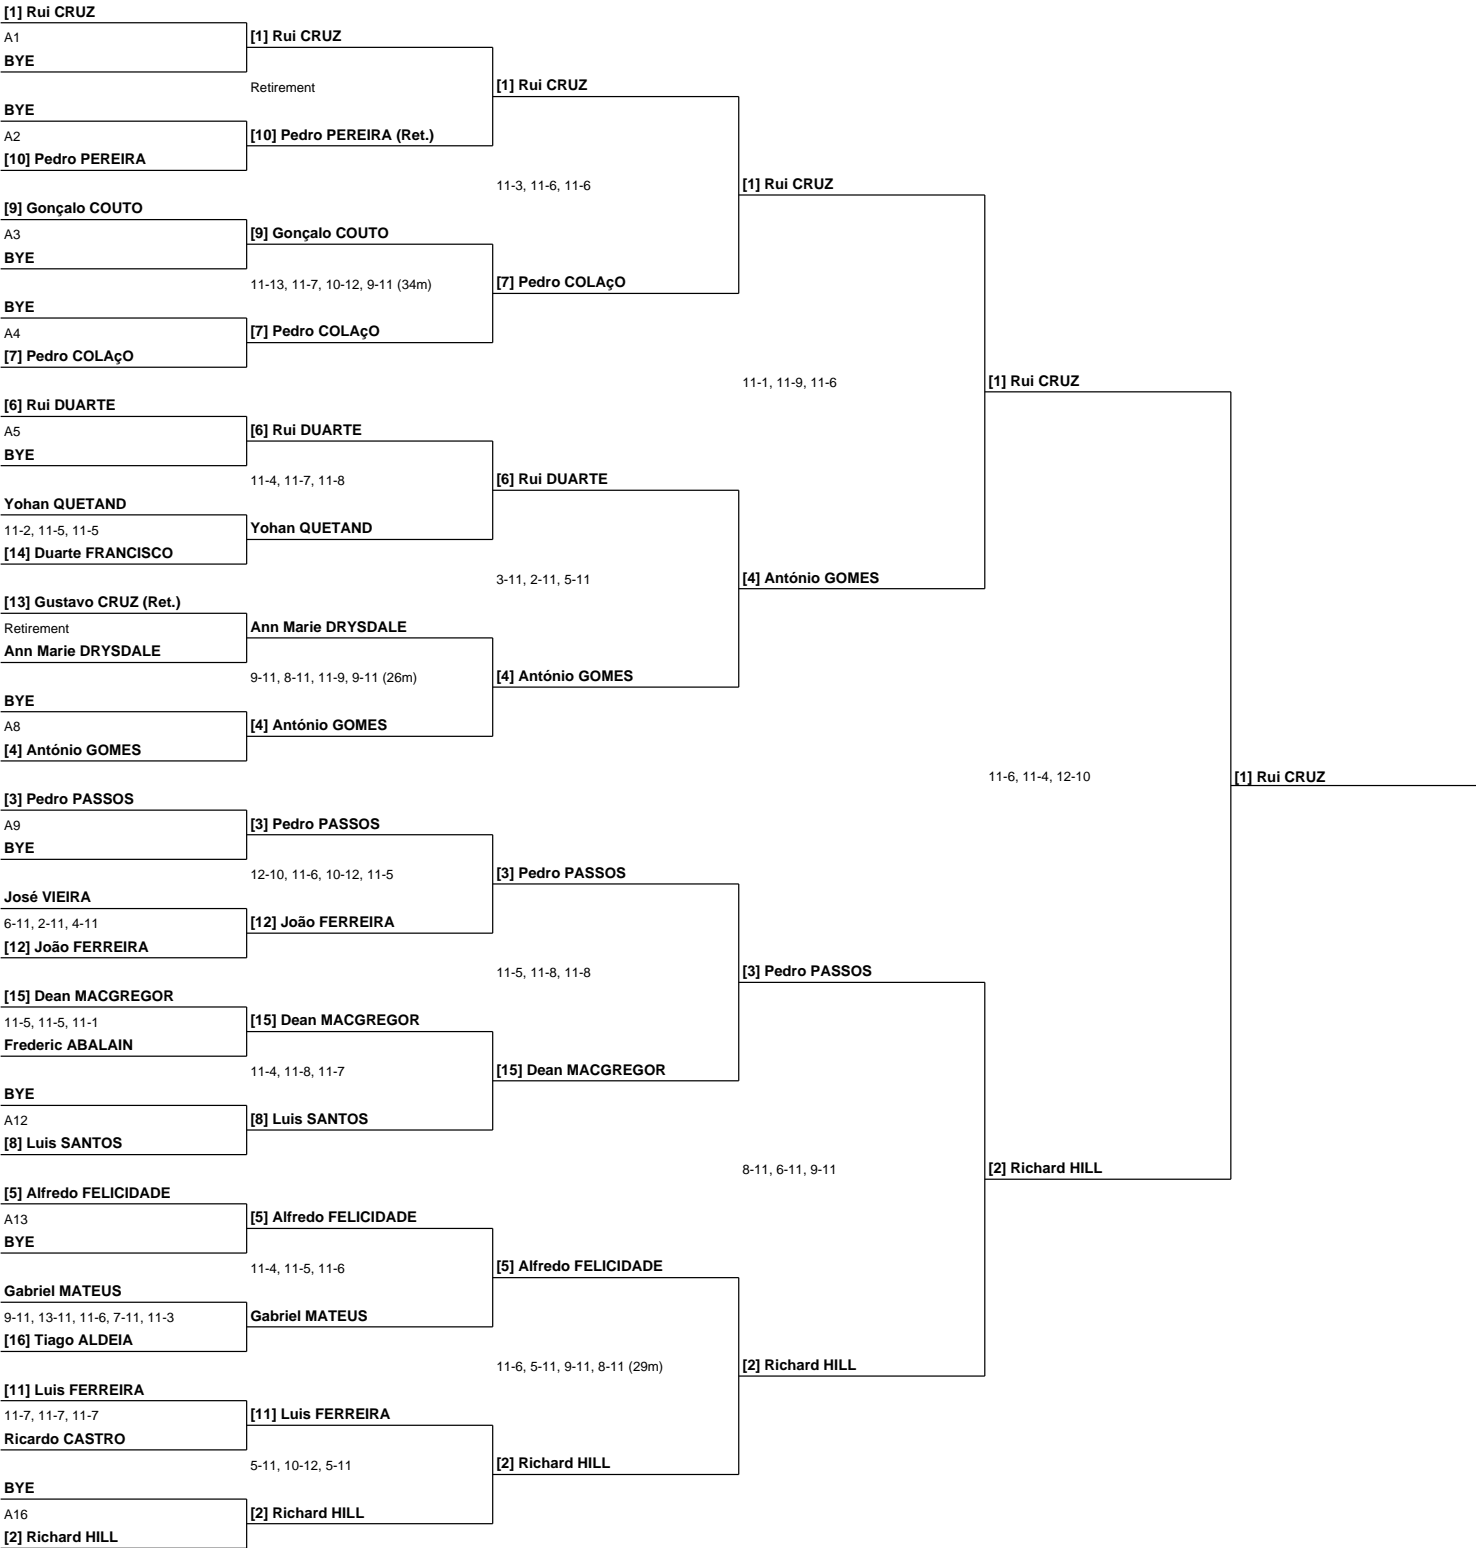 [1] Rui CRUZ
A1
BYE
BYE
A2
[10] Pedro PEREIRA
[9] Gonçalo COUTO
A3
BYE
BYE
A4
[7] Pedro COLAçO
[6] Rui DUARTE
A5
BYE
Yohan QUETAND
11-2, 11-5, 11-5
[14] Duarte FRANCISCO
[13] Gustavo CRUZ (Ret.)
Retirement
Ann Marie DRYSDALE
BYE
A8
[4] António GOMES
[3] Pedro PASSOS
A9
BYE
José VIEIRA
6-11, 2-11, 4-11
[12] João FERREIRA
[15] Dean MACGREGOR
11-5, 11-5, 11-1
Frederic ABALAIN
BYE
A12
[8] Luis SANTOS
[5] Alfredo FELICIDADE
A13
BYE
Gabriel MATEUS
9-11, 13-11, 11-6, 7-11, 11-3
[16] Tiago ALDEIA
[11] Luis FERREIRA
11-7, 11-7, 11-7
Ricardo CASTRO
BYE
A16
[2] Richard HILL
[1] Rui CRUZ
Retirement
[10] Pedro PEREIRA (Ret.)
[9] Gonçalo COUTO
11-13, 11-7, 10-12, 9-11 (34m)
[7] Pedro COLAçO
[6] Rui DUARTE
11-4, 11-7, 11-8
Yohan QUETAND
Ann Marie DRYSDALE
9-11, 8-11, 11-9, 9-11 (26m)
[4] António GOMES
[3] Pedro PASSOS
12-10, 11-6, 10-12, 11-5
[12] João FERREIRA
[15] Dean MACGREGOR
11-4, 11-8, 11-7
[8] Luis SANTOS
[5] Alfredo FELICIDADE
11-4, 11-5, 11-6
Gabriel MATEUS
[11] Luis FERREIRA
5-11, 10-12, 5-11
[2] Richard HILL
[1] Rui CRUZ
11-3, 11-6, 11-6
[7] Pedro COLAçO
[6] Rui DUARTE
3-11, 2-11, 5-11
[4] António GOMES
[3] Pedro PASSOS
11-5, 11-8, 11-8
[15] Dean MACGREGOR
[5] Alfredo FELICIDADE
11-6, 5-11, 9-11, 8-11 (29m)
[2] Richard HILL
[1] Rui CRUZ
11-1, 11-9, 11-6
[4] António GOMES
[3] Pedro PASSOS
8-11, 6-11, 9-11
[2] Richard HILL
[1] Rui CRUZ
11-6, 11-4, 12-10
[2] Richard HILL
[1] Rui CRUZ